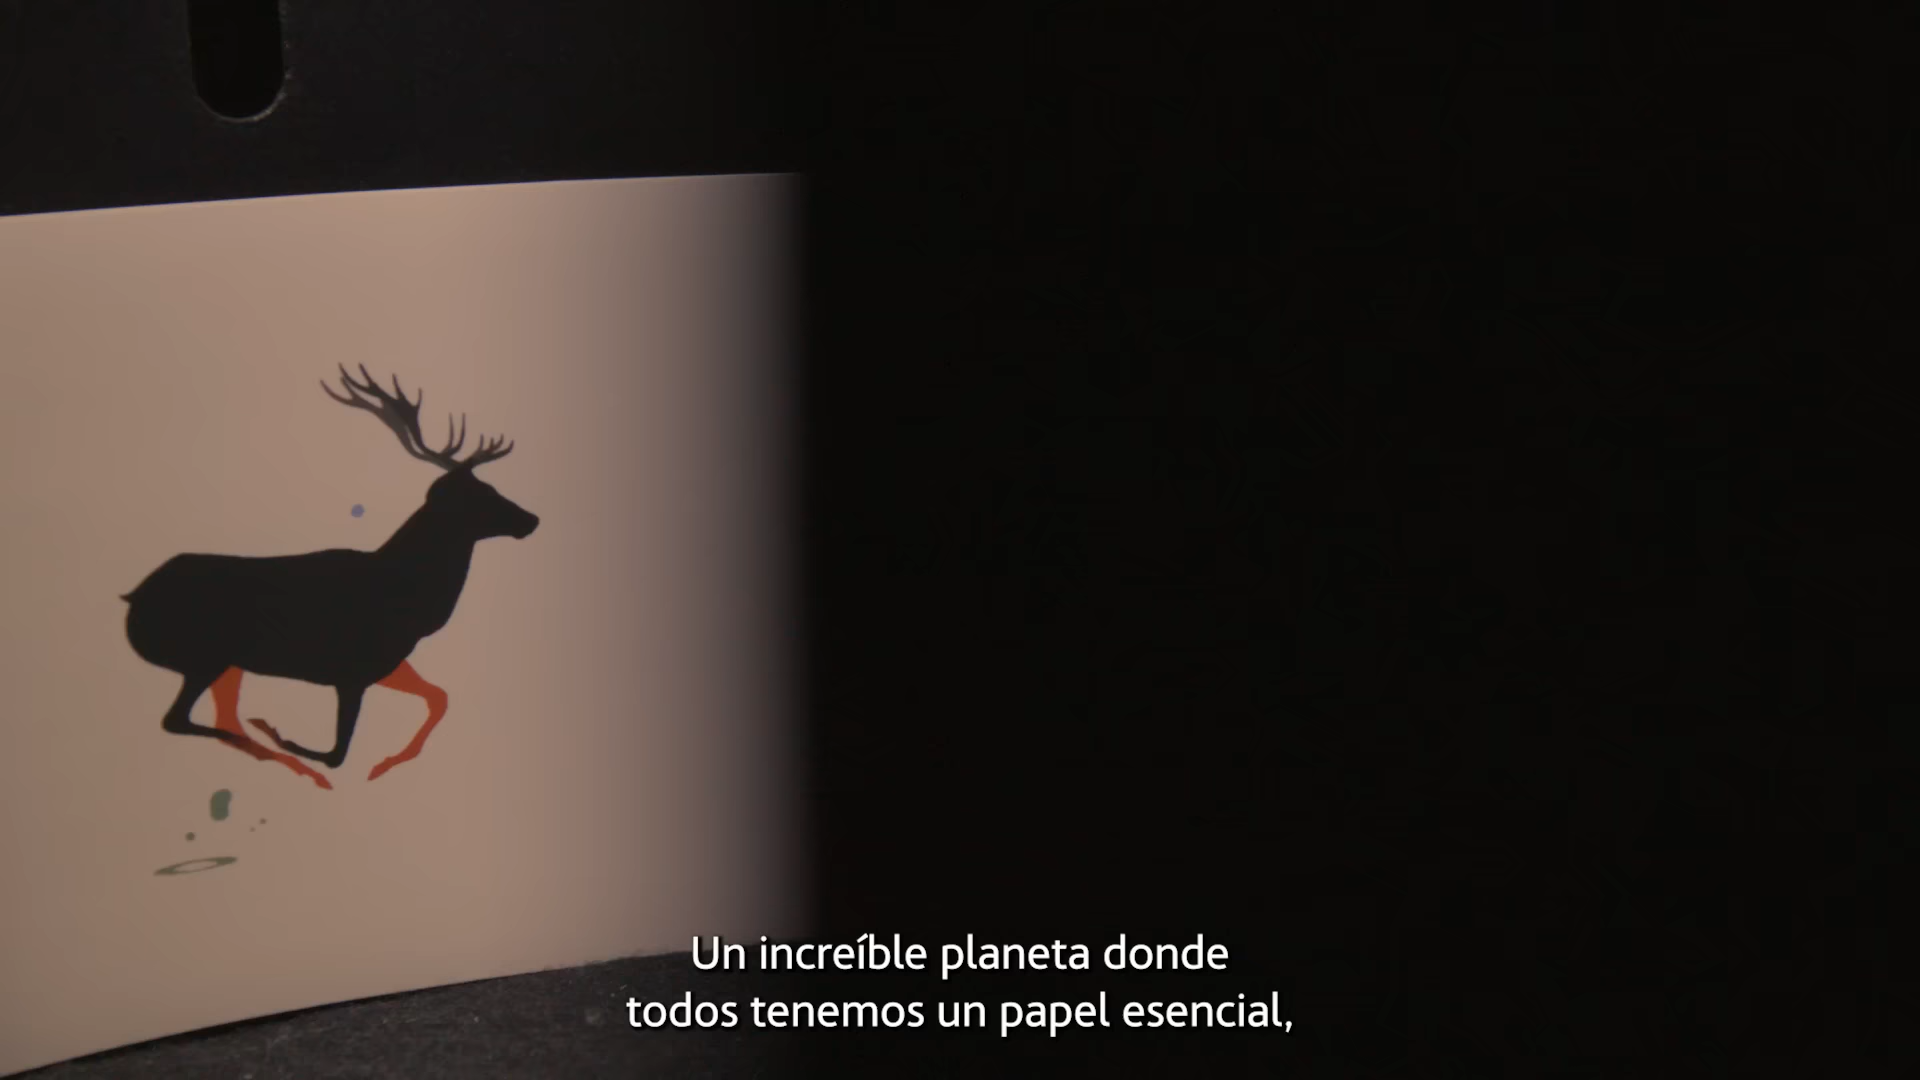 Un increíble planeta donde
todos tenemos un papel esencial,